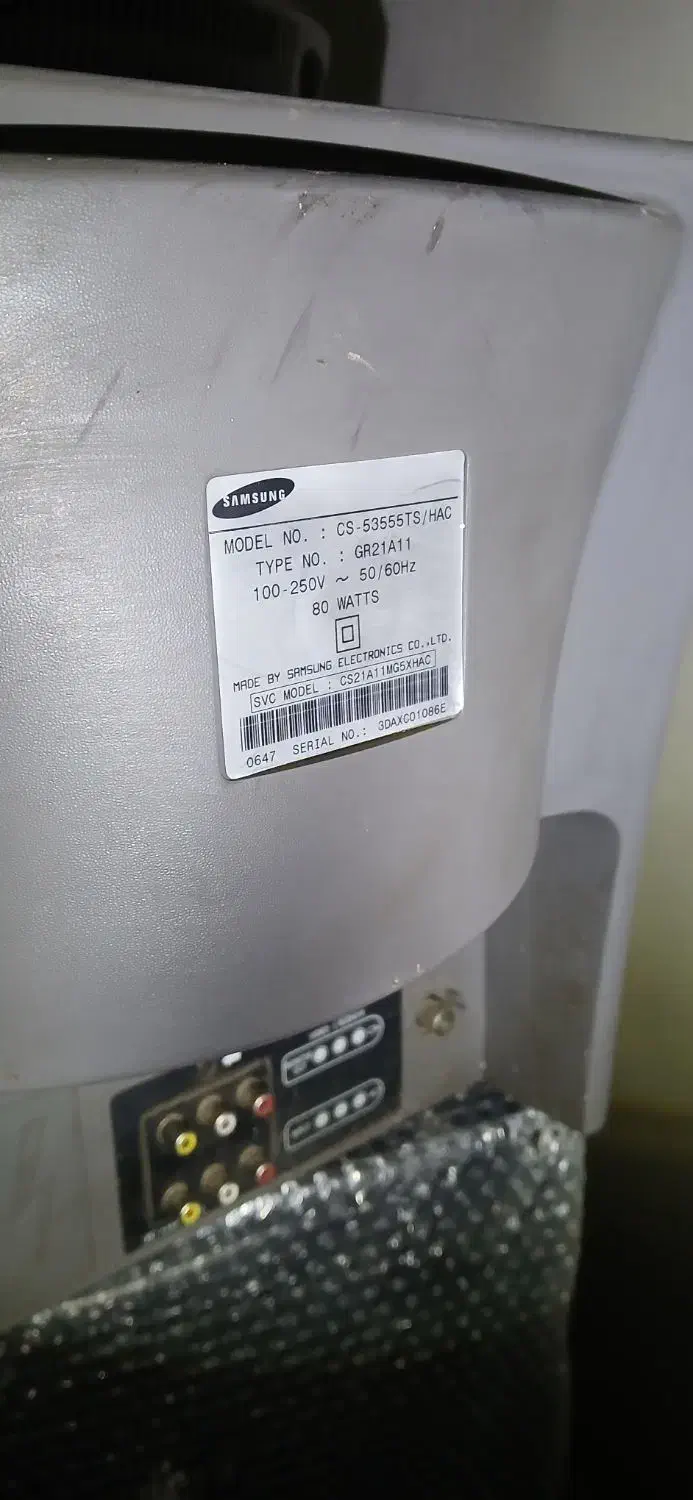 SAMSUNG
MODEL NO. : CS-53555TS/HAC
TYPE NO. : GR21A11
100-250V ~ 50/60Hz
80 WATTS
MADE BY SAMSUNG ELECTRONICS CO.,LTD.
SVC MODEL : CS21A11MG5XHAC
0647 SERIAL NO.: 3DAXC01086E